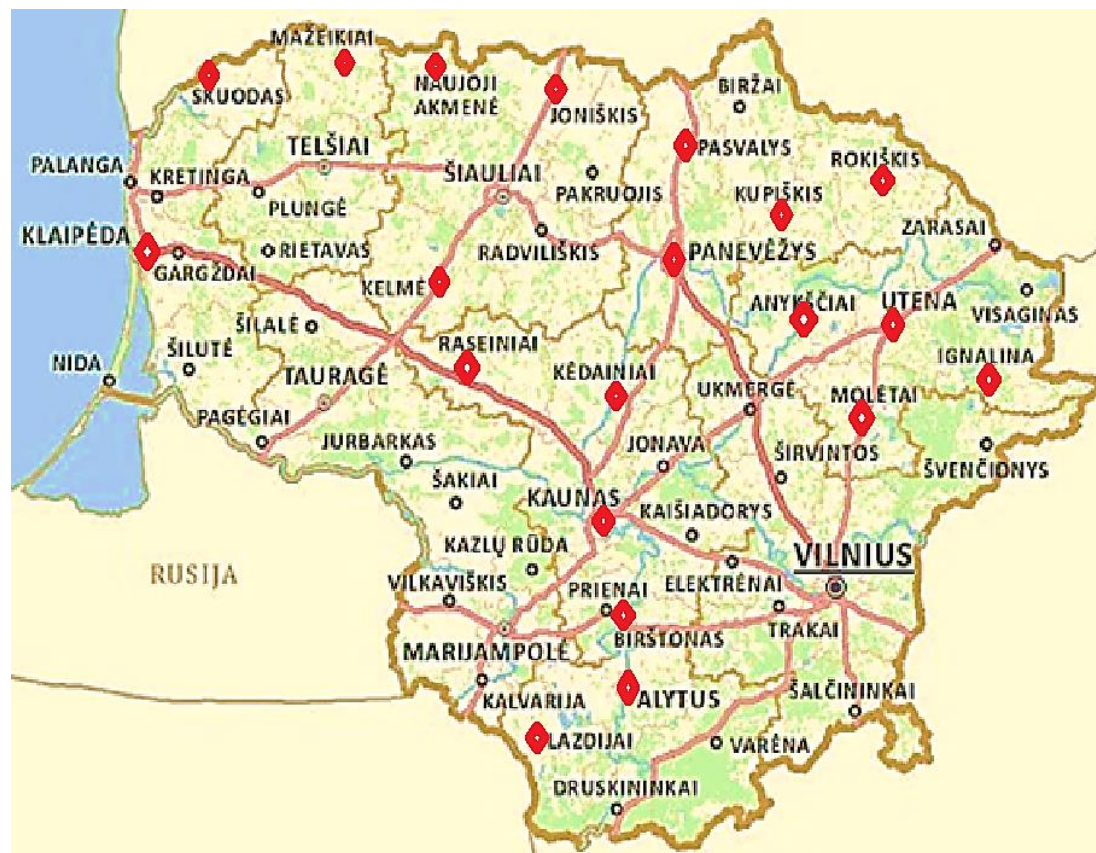 MAŽEIKIAI
SKUODAS
NAUJOJI
AKMENĖ
JONIŠKIS
BIRŽAI
PASVALYS
ROKIŠKIS
TELŠIAI
PALANGA
KRETINGA
ŠIAULIAI
PAKRUOJIS
KUPIŠKIS
PLUNGĖ
ZARASAI
KLAIPĖDA
RIETAVAS
RADVILIŠKIS
PANEVĖŽYS
GARGŽDAI
KELMĖ
ANYKŠČIAI
UTENA
VISAGINAS
ŠILALĖ
RASEINIAI
ŠILUTĖ
NIDA
TAURAGĖ
KĖDAINIAI
UKMERGĖ
IGNALINA
MOLĖTAI
PAGĖGIAI
JURBARKAS
JONAVA
ŠIRVINTOS
ŠVENČIONYS
ŠAKIAI
KAUNAS
KAIŠIADORYS
KAZLŲ RŪDA
VILNIUS
RUSIJA
VILKAVIŠKIS
PRIENAI
ELEKTRĖNAI
BIRŠTONAS
TRAKAI
MARIJAMPOLĖ
KALVARIJA
ALYTUS
ŠALČININKAI
LAZDIJAI
VARĖNA
DRUSKININKAI